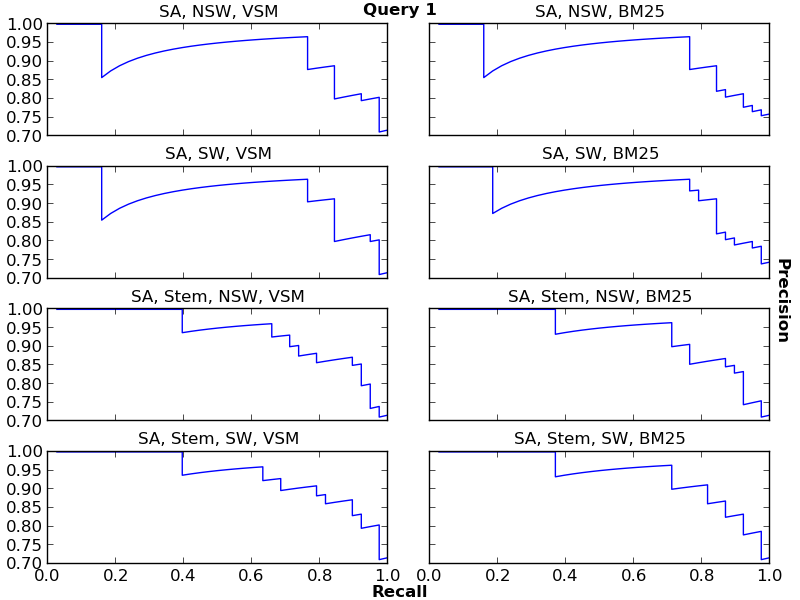 Query 1
SA, NSW, VSM
SA, NSW, BM25
1.00
0.95
0.90
0.85
0.80
0.75
0.70
SA, SW, VSM
SA, SW, BM25
1.00
0.95
0.90
0.85
0.80
0.75
0.70
SA, Stem, NSW, VSM
SA, Stem, NSW, BM25
1.00
0.95
0.90
0.85
0.80
0.75
0.70
SA, Stem, SW, VSM
SA, Stem, SW, BM25
1.00
0.95
0.90
0.85
0.80
0.75
0.70
0.0 0.2 0.4 0.6 0.8 1.0
0.0 0.2 0.4 0.6 0.8 1.0
Recall
Precision